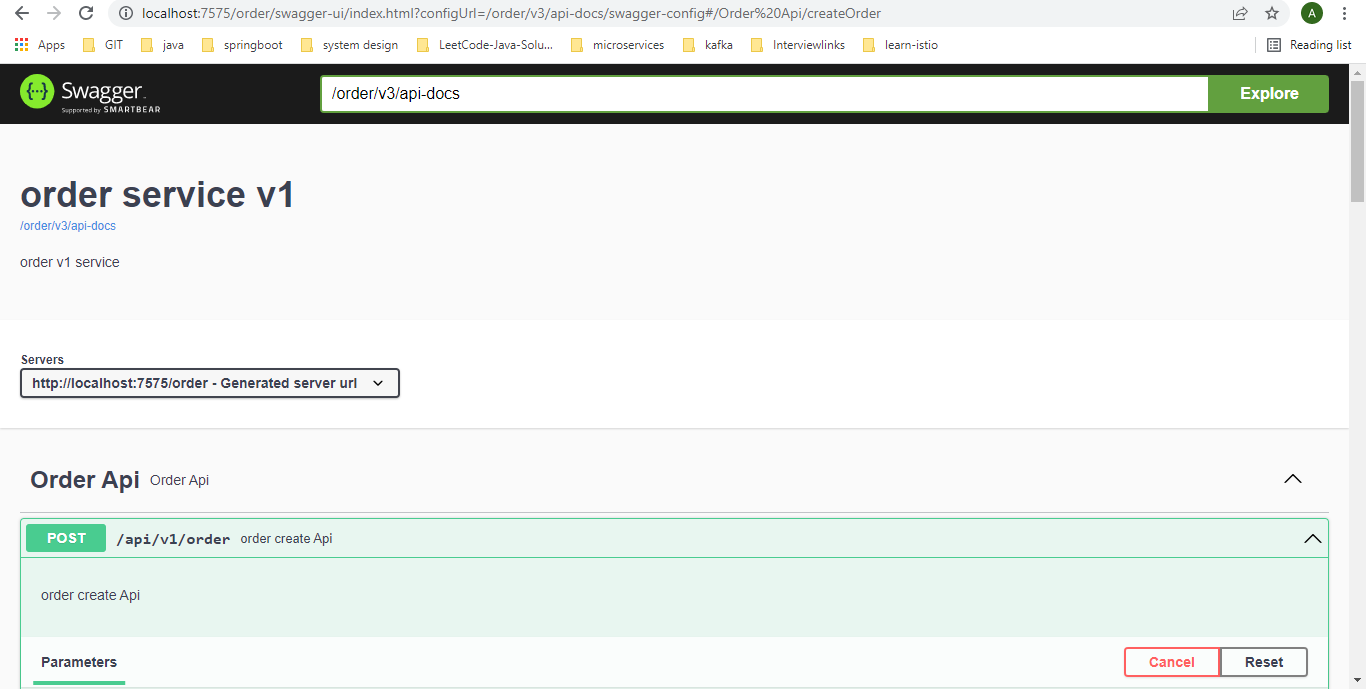 localhost:7575/order/swagger-ui/index.html?configUrl=/order/v3/api-docs/swagger-config#/Order%20Api/createOrder
A
Apps GIT java springboot system design LeetCode-Java-Solu... microservices kafka Interviewlinks learn-istio Reading list
{··} Swagger. /order/v3/api-docs Explore
Supported by SMARTBEAR
order service v1
/order/v3/api-docs
order v1 service
Servers
http://localhost:7575/order - Generated server url
Order Api Order Api
POST /api/v1/order order create Api
order create Api
Parameters Cancel Reset